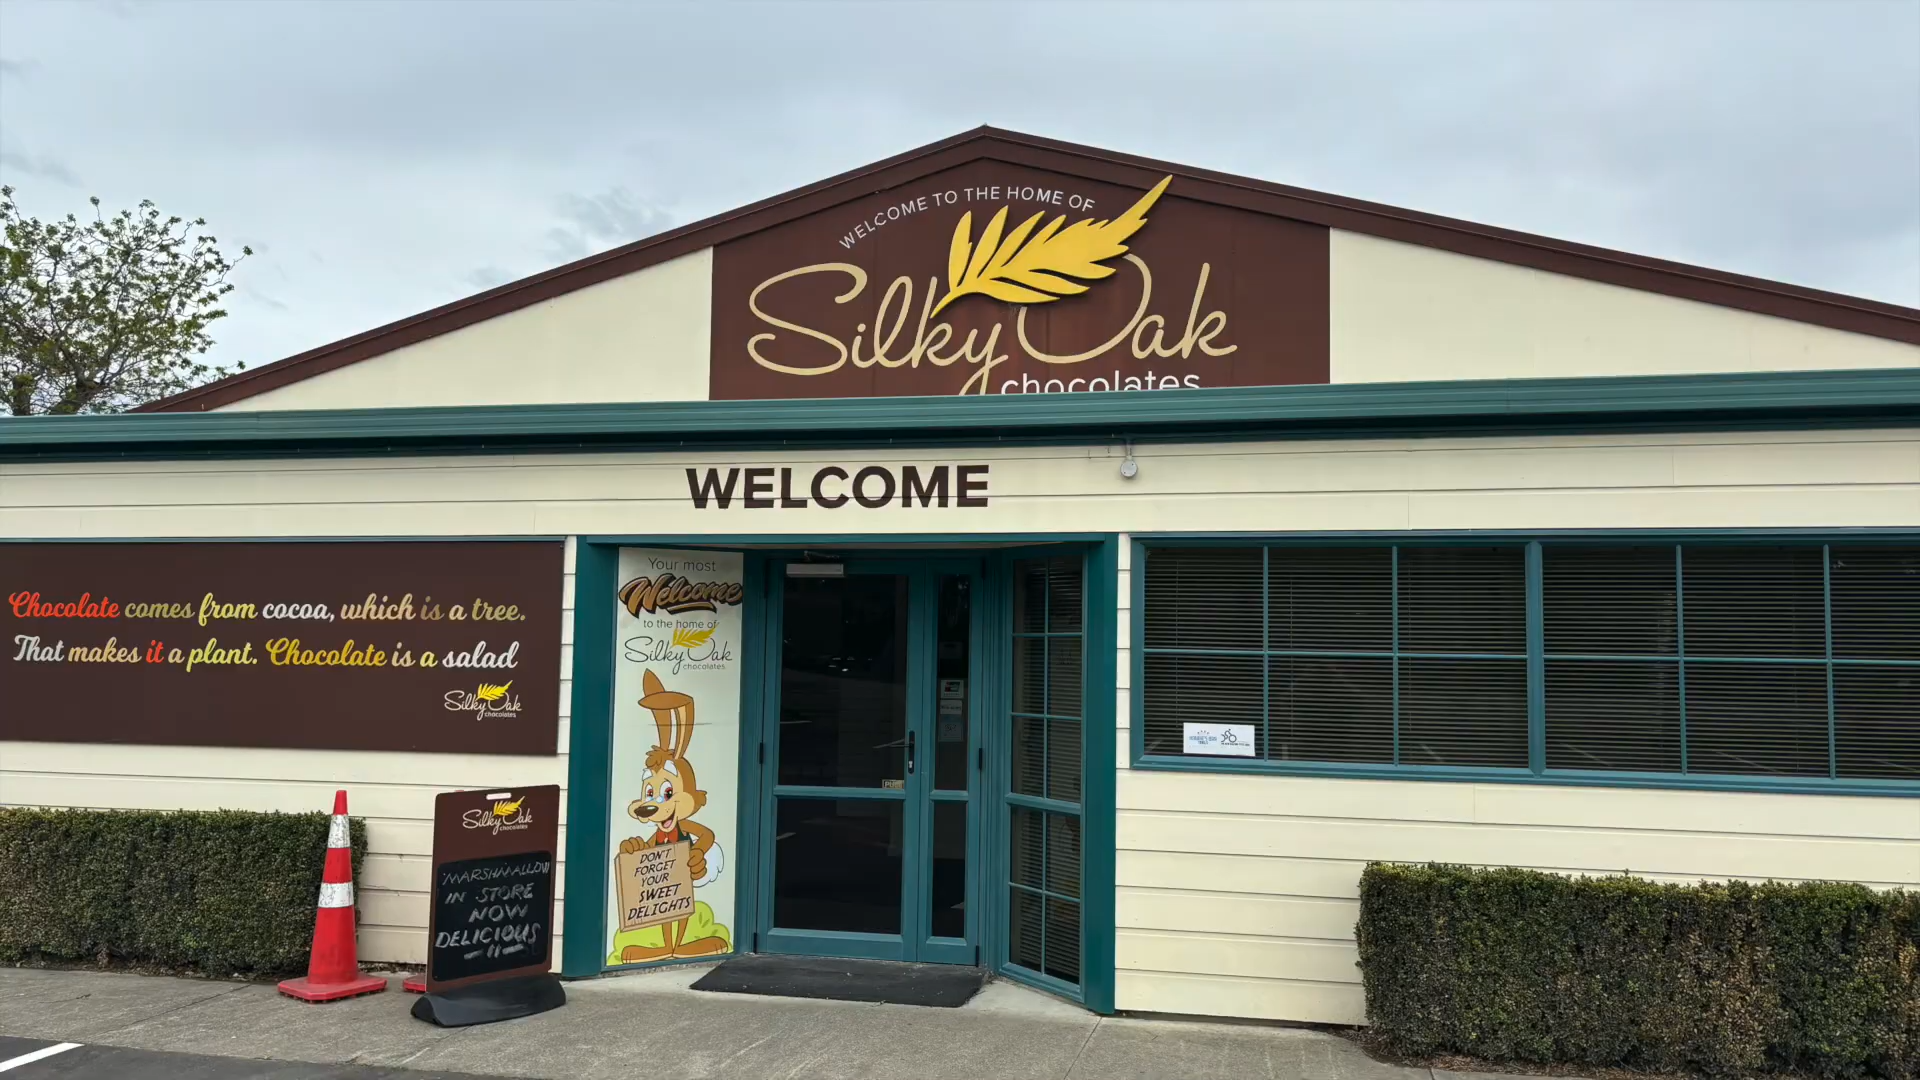 WELCOME TO THE HOME OF
Silky Oak
chocolates
WELCOME
Chocolate comes from cocoa, which is a tree.
That makes it a plant. Chocolate is a salad
Silky Oak
chocolates
Your most
Welcome
to the home of
Silky Oak
chocolates
DON'T
FORGET
YOUR
SWEET
DELIGHTS
Silky Oak
chocolates
MARSHMALLOW
IN STORE
NOW
DELICIOUS